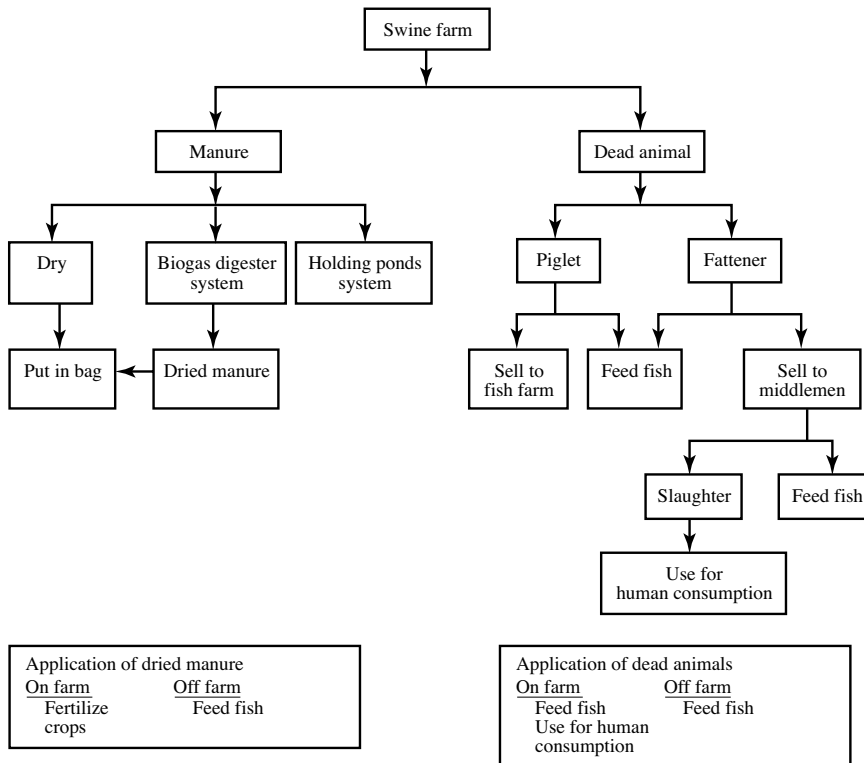 Swine farm
Manure
Dead animal
Dry
Biogas digester
system
Holding ponds
system
Piglet
Fattener
Put in bag
Dried manure
Sell to
fish farm
Feed fish
Sell to
middlemen
Slaughter
Feed fish
Use for
human consumption
Application of dried manure
On farm Off farm
Fertilize Feed fish
crops
Application of dead animals
On farm Off farm
Feed fish Feed fish
Use for human
consumption